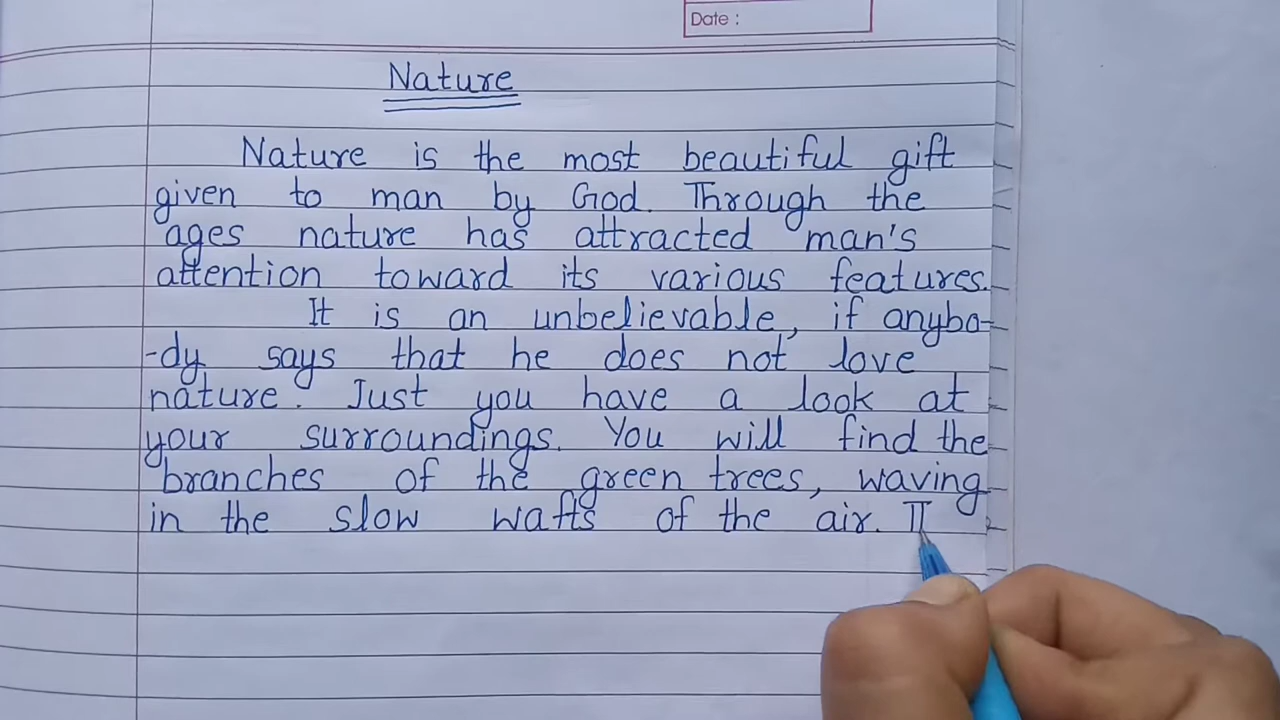 Date :
Nature
Nature is the most beautiful gift
given to man by God. Through the
ages nature has attracted man's
attention toward its various features.
It is an unbelievable, if anybo-
-dy says that he does not love
nature. Just you have a look at
your surroundings. You will find the
branches of the green trees, waving
in the slow wafts of the air.